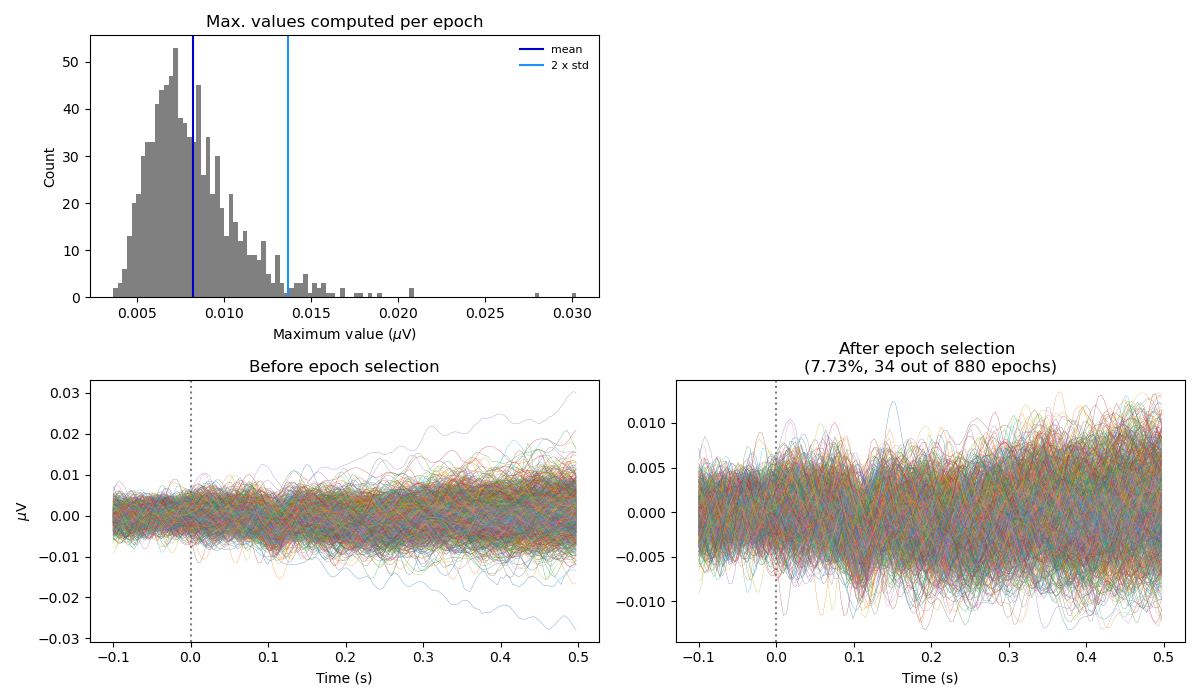 Max. values computed per epoch
mean
2 x std
Count
50
40
30
20
10
0
0.005 0.010 0.015 0.020 0.025 0.030
Maximum value (μV)
Before epoch selection
μV
0.03
0.02
0.01
0.00
−0.01
−0.02
−0.03
−0.1 0.0 0.1 0.2 0.3 0.4 0.5
Time (s)
After epoch selection
(7.73%, 34 out of 880 epochs)
0.010
0.005
0.000
−0.005
−0.010
−0.1 0.0 0.1 0.2 0.3 0.4 0.5
Time (s)